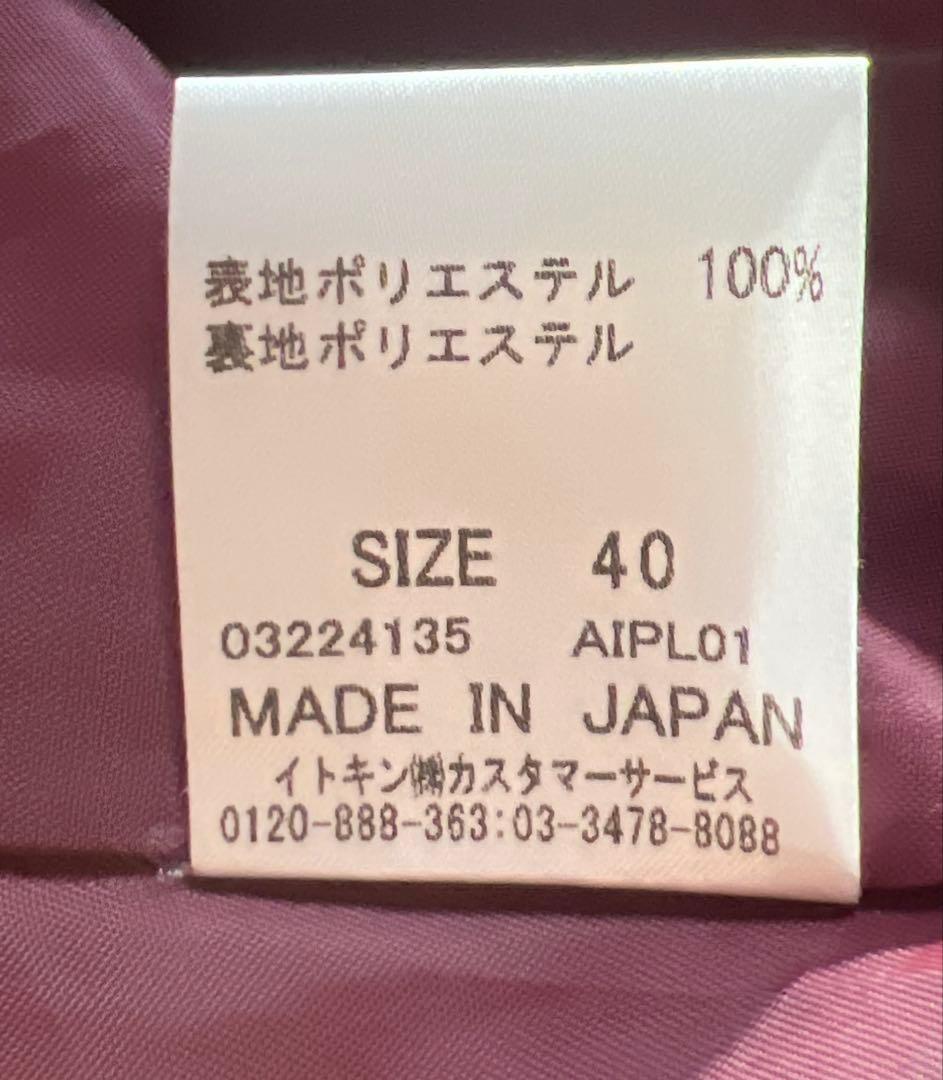 表地ポリエステル 100%
裏地ポリエステル
SIZE 40
03224135 AIPL01
MADE IN JAPAN
イトキン㈱カスタマーサービス
0120-888-363:03-3478-8088